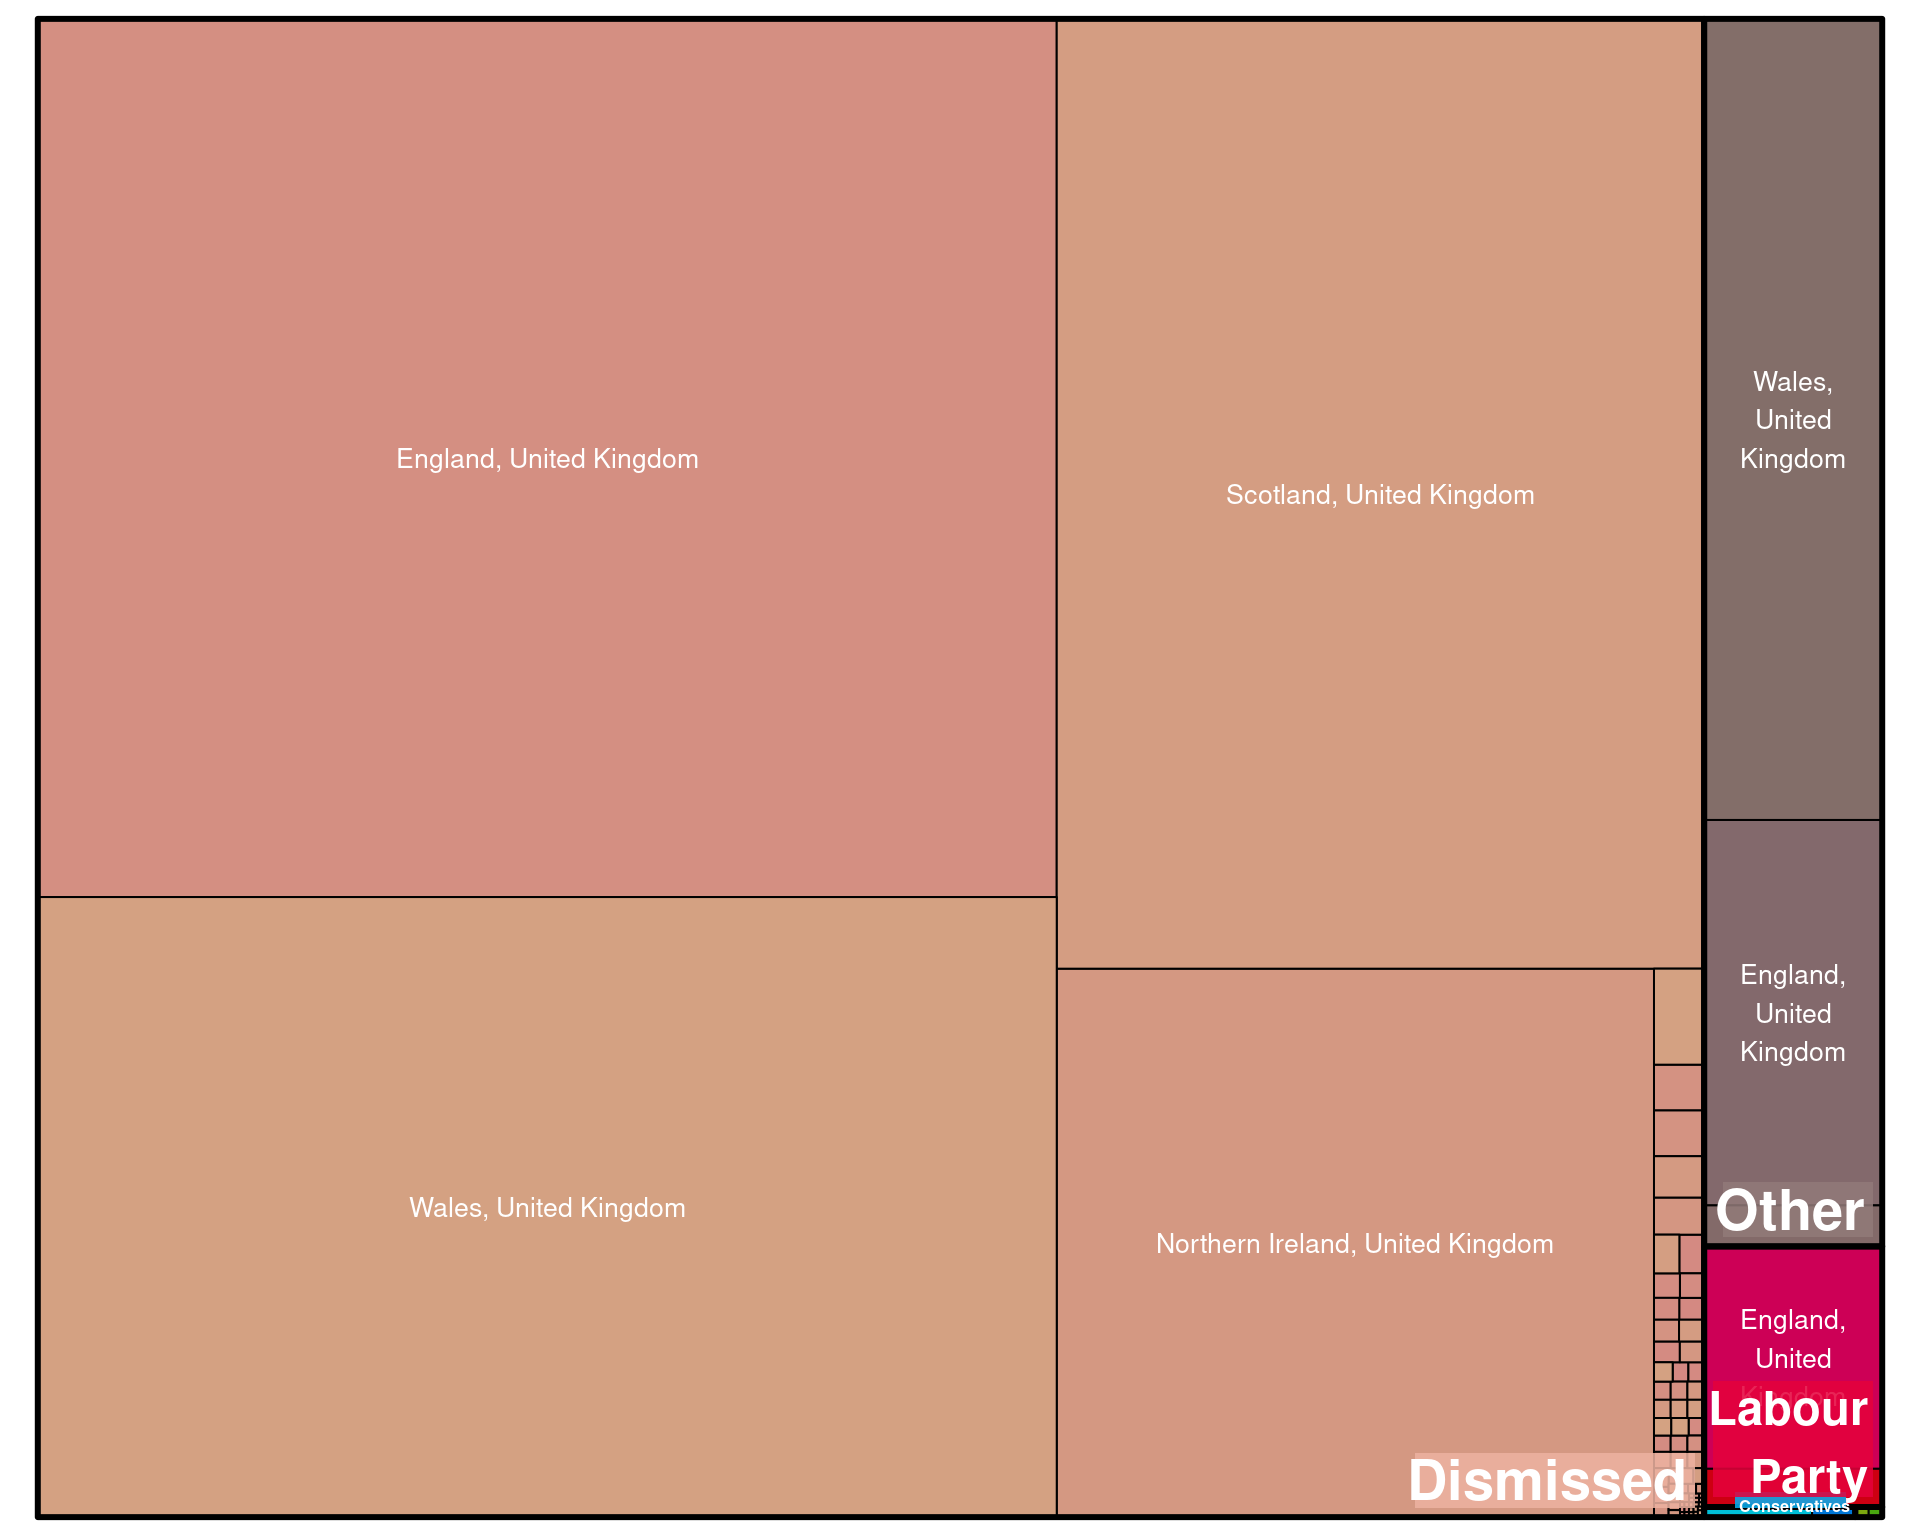 England, United Kingdom
Wales, United Kingdom
Scotland, United Kingdom
Northern Ireland, United Kingdom
Dismissed
Wales,
United
Kingdom
England,
United
Kingdom
Other
England,
United
Kingdom
Labour
Party
Conservatives